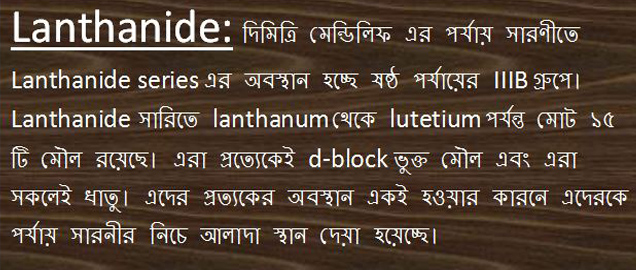 Lanthanide: দিমিত্রি মেন্ডিলিফ এর পর্যায় সারণীতে
Lanthanide series এর অবস্থান হচ্ছে ষষ্ঠ পর্যায়ের IIIB গ্রুপে।
Lanthanide সারিতে lanthanum থেকে lutetium পর্যন্ত মোট ১৫
টি মৌল রয়েছে। এরা প্রত্যেকেই d-block ভুক্ত মৌল এবং এরা
সকলেই ধাতু। এদের প্রত্যকের অবস্থান একই হওয়ার কারনে এদেরকে
পর্যায় সারনীর নিচে আলাদা স্থান দেয়া হয়েছে।